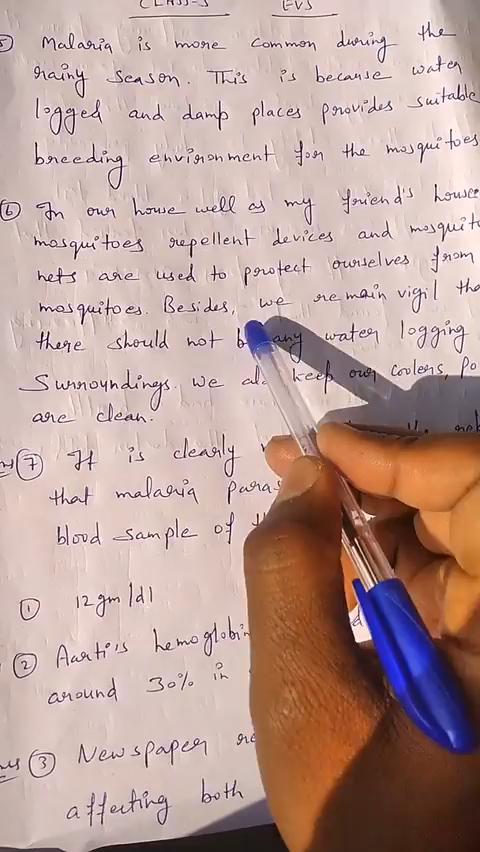 CLASS-5 EVS
5 Malaria is more common during the
rainy season. This is because water
logged and damp places provides suitable
breeding environment for the mosquitoes
6 In our house well as my friend's house
mosquitoes repellent devices and mosquito
nets are used to protect ourselves from
mosquitoes. Besides, we remain vigil
there should not any water logging
Surroundings. we keep our coolers,
are clean.
7 It is clearly
that malaria
blood sample of
1 12gm/dl
2 Aarti's hemoglobin
around 30% in
3 Newspaper
affecting both